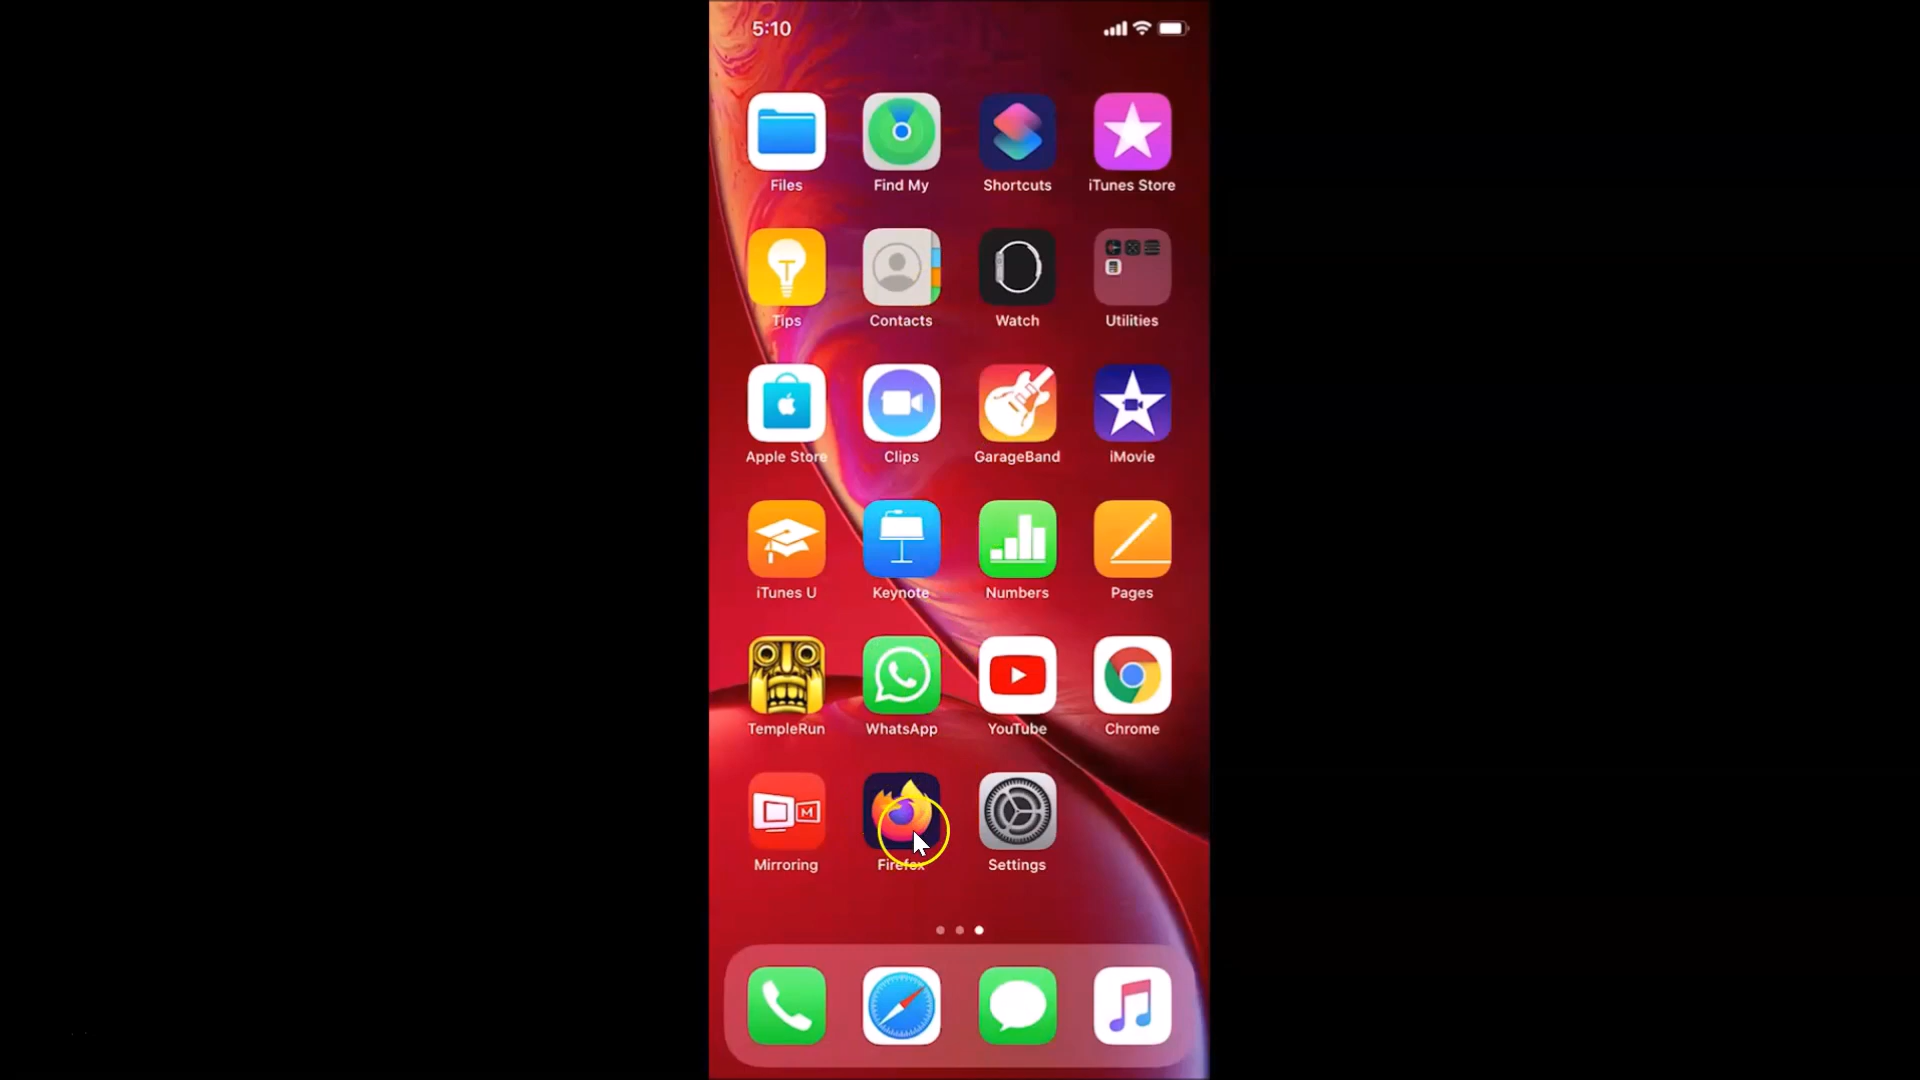 5:10
Files Find My Shortcuts iTunes Store
Tips Contacts Watch Utilities
Apple Store Clips GarageBand iMovie
iTunes U Keynote Numbers Pages
TempleRun WhatsApp YouTube Chrome
M
Mirroring Firefox Settings